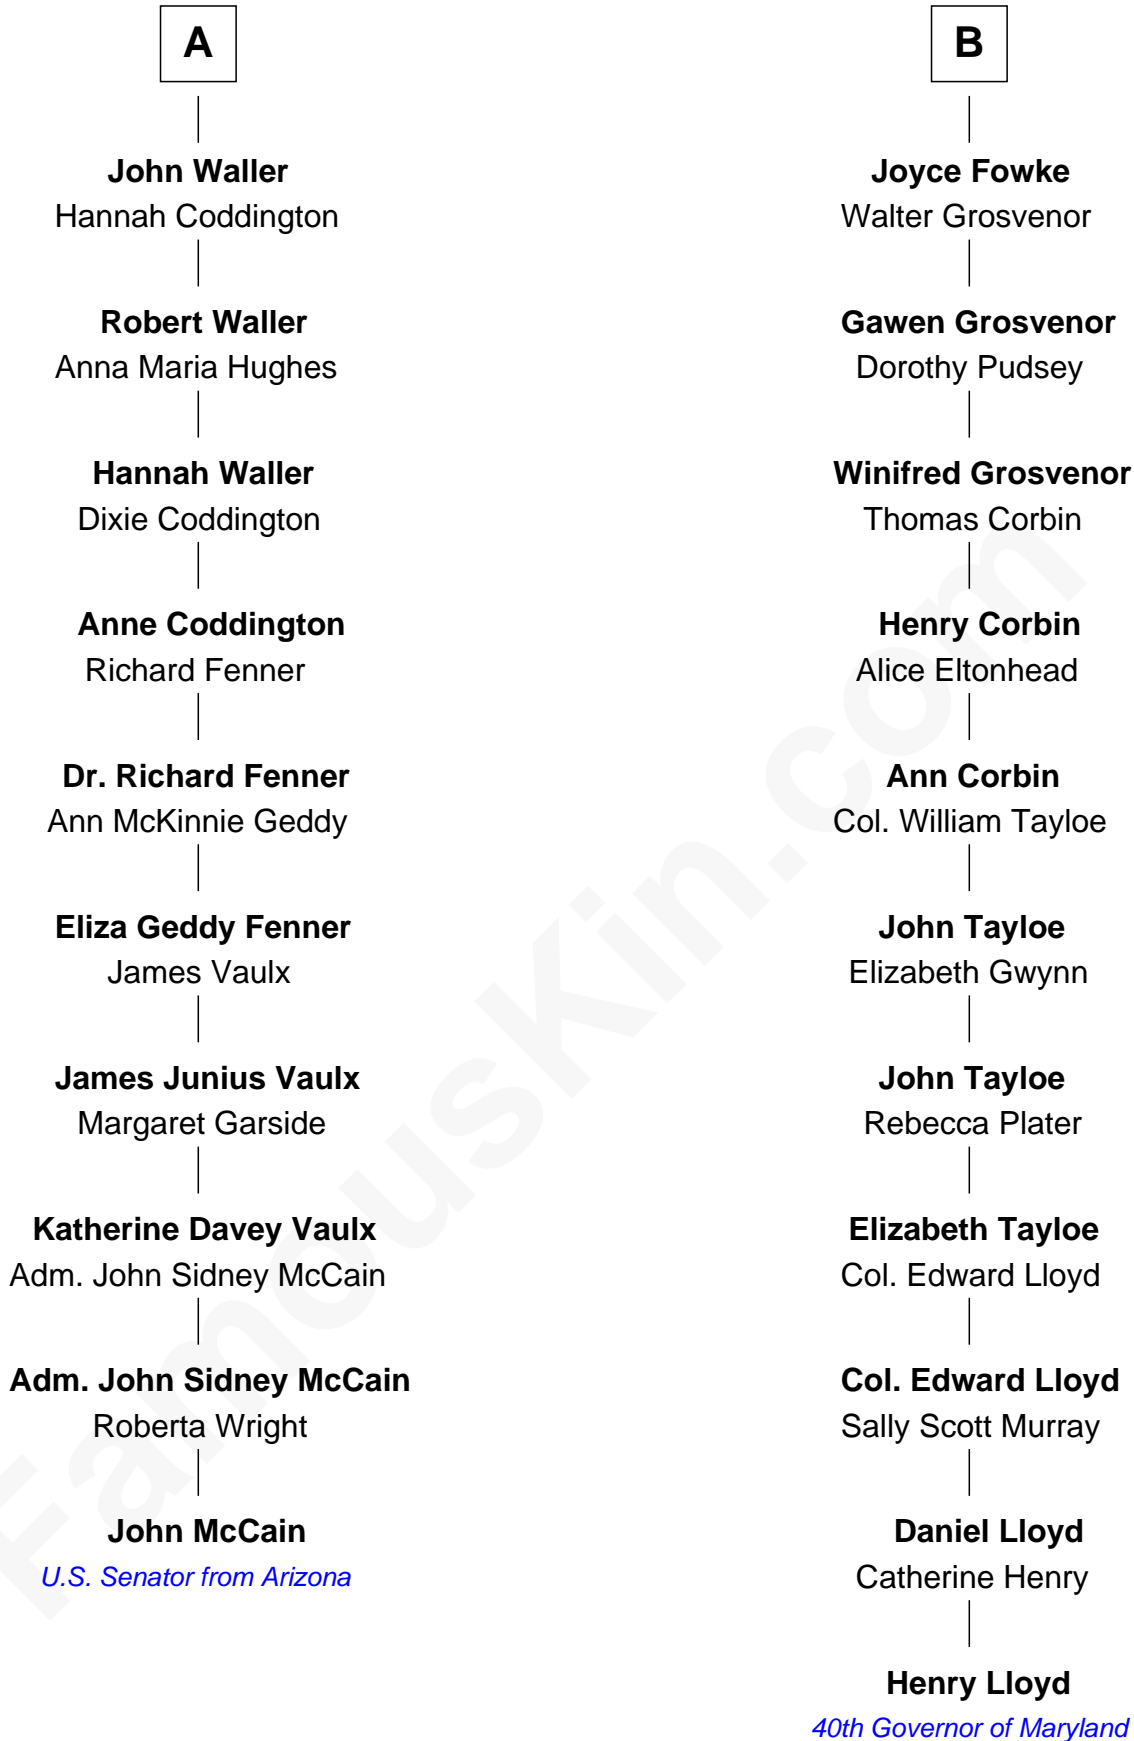 A
John Waller
Hannah Coddington
Robert Waller
Anna Maria Hughes
Hannah Waller
Dixie Coddington
Anne Coddington
Richard Fenner
Dr. Richard Fenner
Ann McKinnie Geddy
Eliza Geddy Fenner
James Vaulx
James Junius Vaulx
Margaret Garside
Katherine Davey Vaulx
Adm. John Sidney McCain
Adm. John Sidney McCain
Roberta Wright
John McCain
U.S. Senator from Arizona
B
Joyce Fowke
Walter Grosvenor
Gawen Grosvenor
Dorothy Pudsey
Winifred Grosvenor
Thomas Corbin
Henry Corbin
Alice Eltonhead
Ann Corbin
Col. William Tayloe
John Tayloe
Elizabeth Gwynn
John Tayloe
Rebecca Plater
Elizabeth Tayloe
Col. Edward Lloyd
Col. Edward Lloyd
Sally Scott Murray
Daniel Lloyd
Catherine Henry
Henry Lloyd
40th Governor of Maryland
FamousKin.com